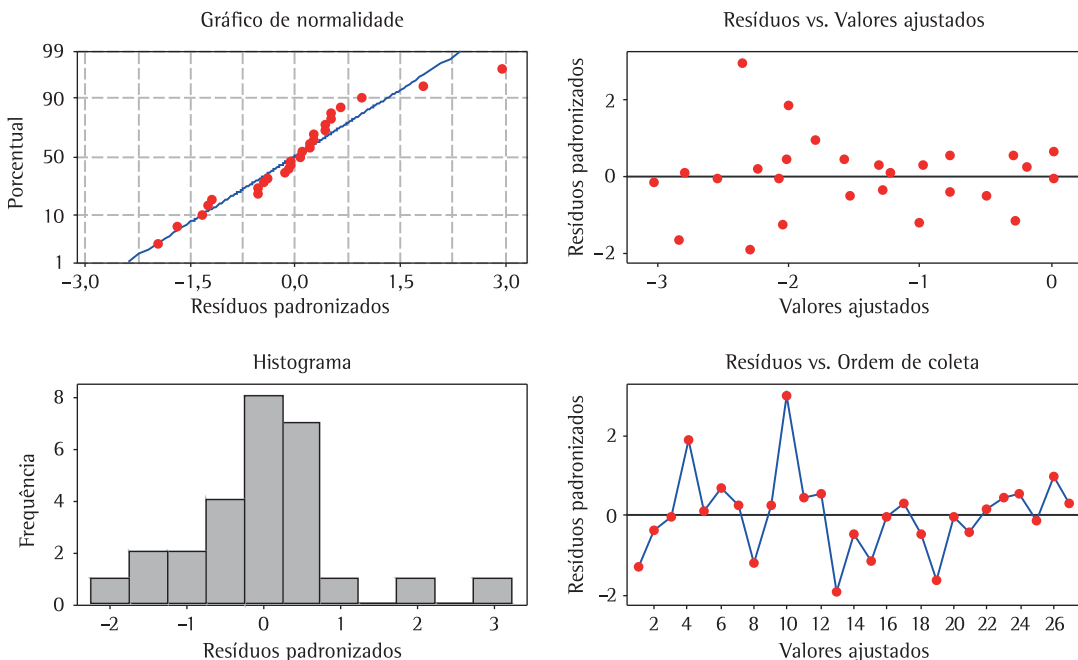 Gráfico de normalidade
Porcentual
99
90
50
10
1
−3,0 −1,5 0,0 1,5 3,0
Resíduos padronizados
Resíduos vs. Valores ajustados
Resíduos padronizados
2
0
−2
−3 −2 −1 0
Valores ajustados
Histograma
Frequência
8
6
4
2
0
−2 −1 0 1 2 3
Resíduos padronizados
Resíduos vs. Ordem de coleta
Resíduos padronizados
2
0
−2
2 4 6 8 10 12 14 16 18 20 22 24 26
Valores ajustados